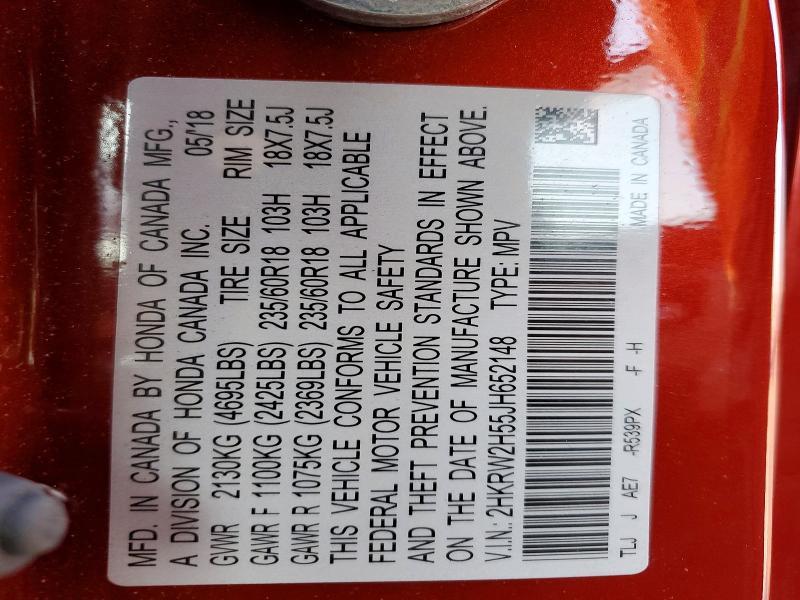 MFD. IN CANADA BY HONDA OF CANADA MFG.,
A DIVISION OF HONDA CANADA INC. 05/'18
GVWR 2130KG (4695LBS) TIRE SIZE RIM SIZE
GAWR F 1100KG (2425LBS) 235/60R18 103H 18X7.5J
GAWR R 1075KG (2369LBS) 235/60R18 103H 18X7.5J
THIS VEHICLE CONFORMS TO ALL APPLICABLE
FEDERAL MOTOR VEHICLE SAFETY
AND THEFT PREVENTION STANDARDS IN EFFECT
ON THE DATE OF MANUFACTURE SHOWN ABOVE.
V.I.N.: 2HKRW2H55JH652148 TYPE: MPV
TLJ J AE7 -R539PX -F -H MADE IN CANADA